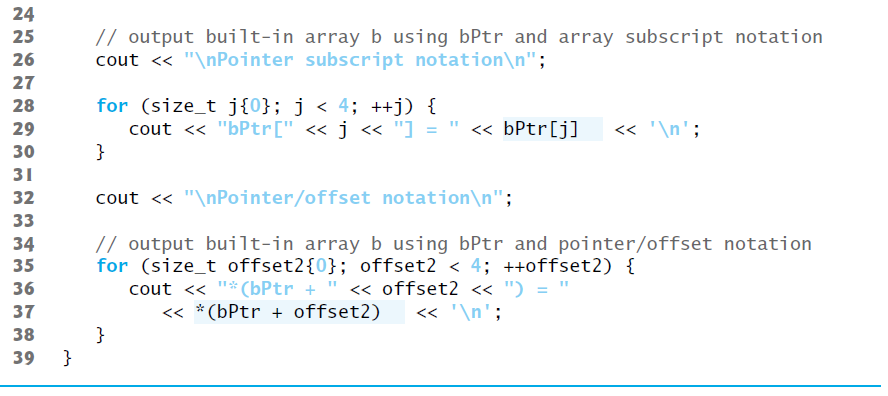 24
25 // output built-in array b using bPtr and array subscript notation
26 cout << "\nPointer subscript notation\n";
27
28 for (size_t j{0}; j < 4; ++j) {
29 cout << "bPtr[" << j << "] = " << bPtr[j] << '\n';
30 }
31
32 cout << "\nPointer/offset notation\n";
33
34 // output built-in array b using bPtr and pointer/offset notation
35 for (size_t offset2{0}; offset2 < 4; ++offset2) {
36 cout << "*(bPtr + " << offset2 << ") = "
37 << *(bPtr + offset2) << '\n';
38 }
39 }